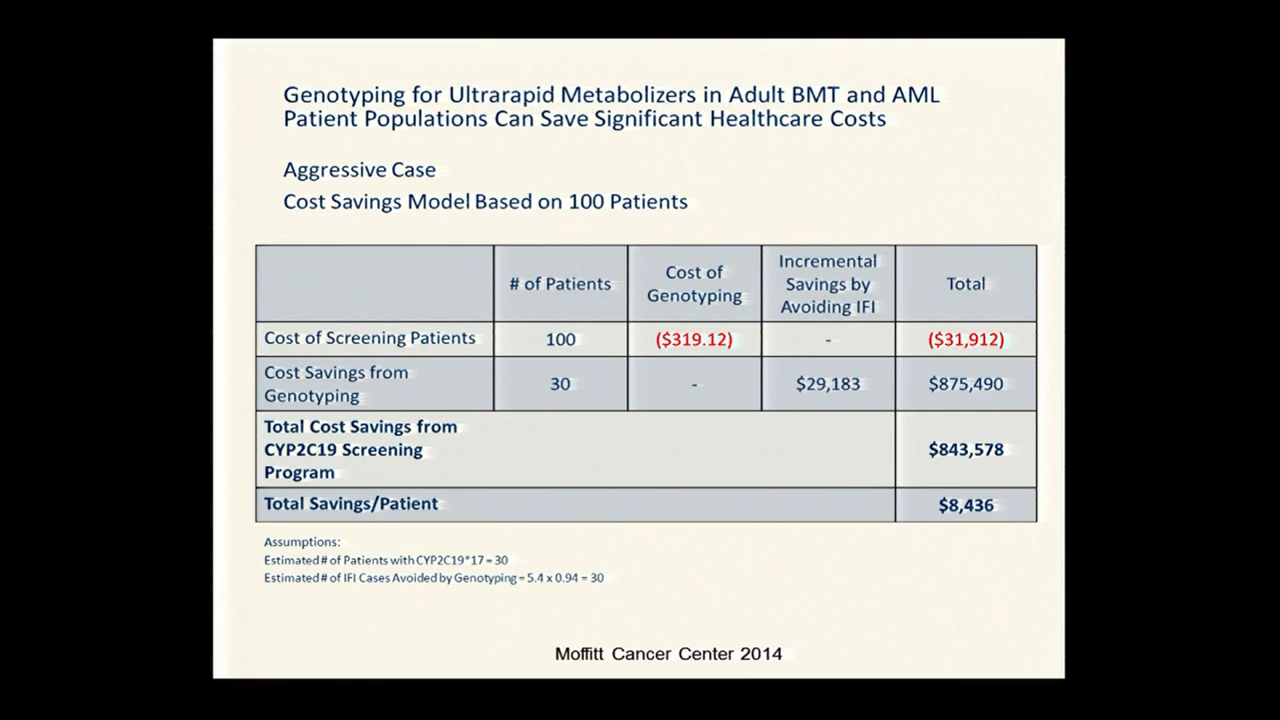 Genotyping for Ultrarapid Metabolizers in Adult BMT and AML
Patient Populations Can Save Significant Healthcare Costs
Aggressive Case
Cost Savings Model Based on 100 Patients
# of Patients
Cost of
Genotyping
Incremental
Savings by
Avoiding IFI
Total
Cost of Screening Patients
100
($319.12)
-
($31,912)
Cost Savings from
Genotyping
30
-
$29,183
$875,490
Total Cost Savings from
CYP2C19 Screening
Program
$843,578
Total Savings/Patient
$8,436
Assumptions:
Estimated # of Patients with CYP2C19*17 = 30
Estimated # of IFI Cases Avoided by Genotyping = 5.4 x 0.94 = 30
Moffitt Cancer Center 2014